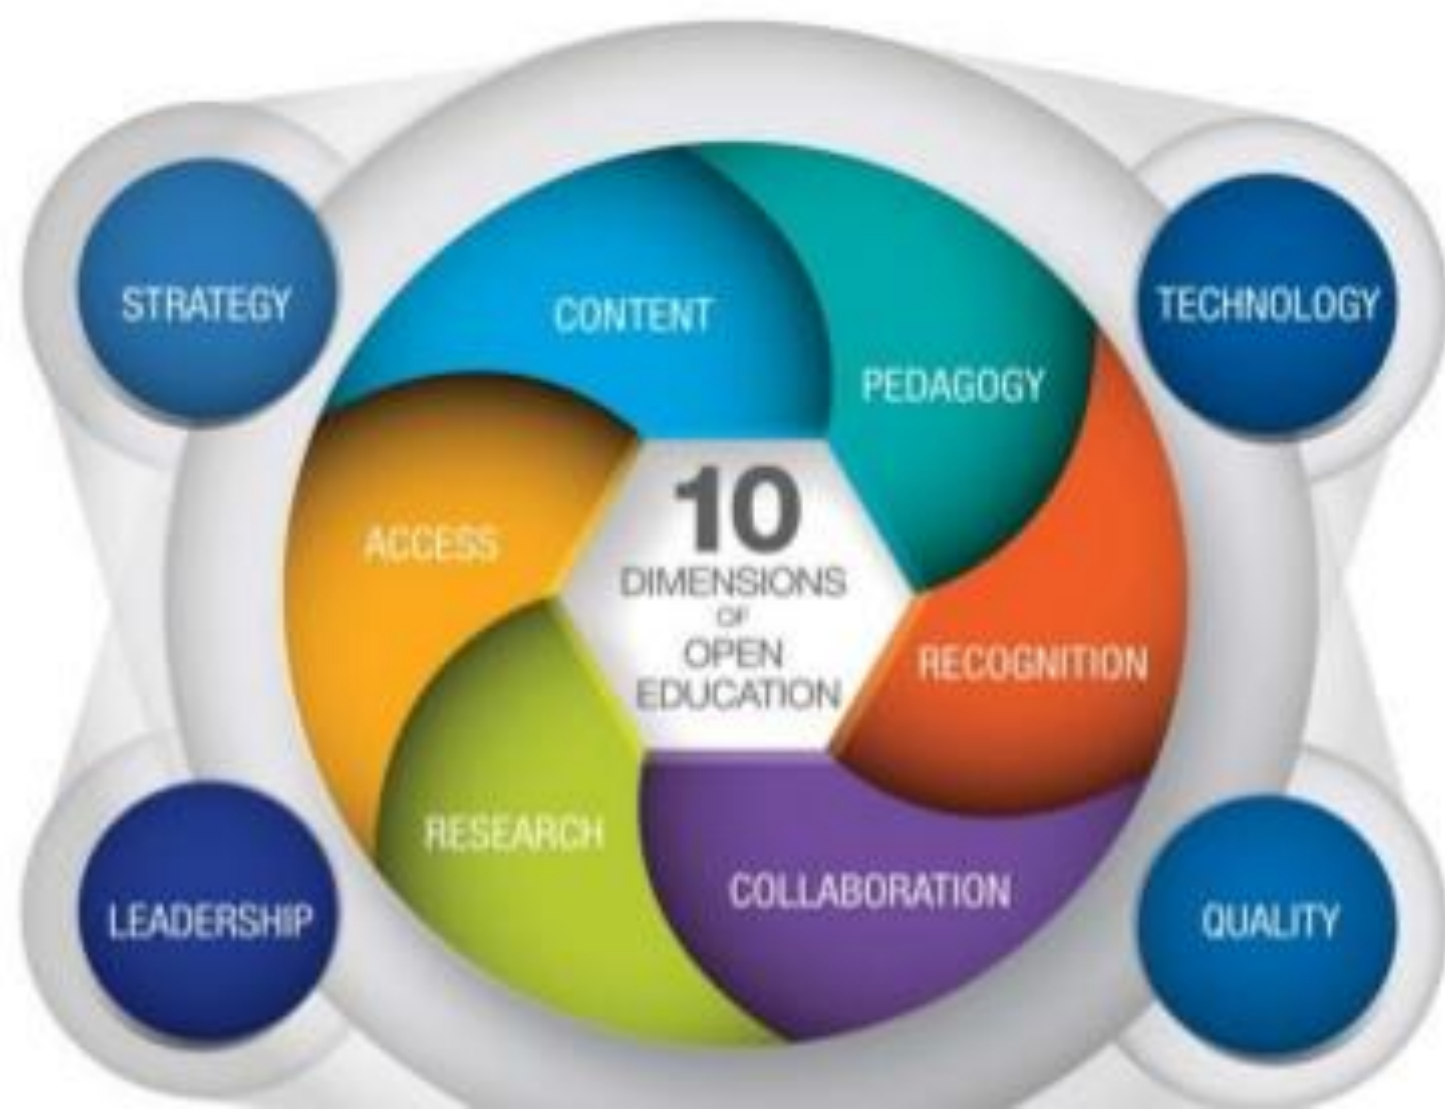 STRATEGY
TECHNOLOGY
CONTENT
PEDAGOGY
ACCESS
10
DIMENSIONS
OF
OPEN
EDUCATION
RECOGNITION
RESEARCH
COLLABORATION
LEADERSHIP
QUALITY